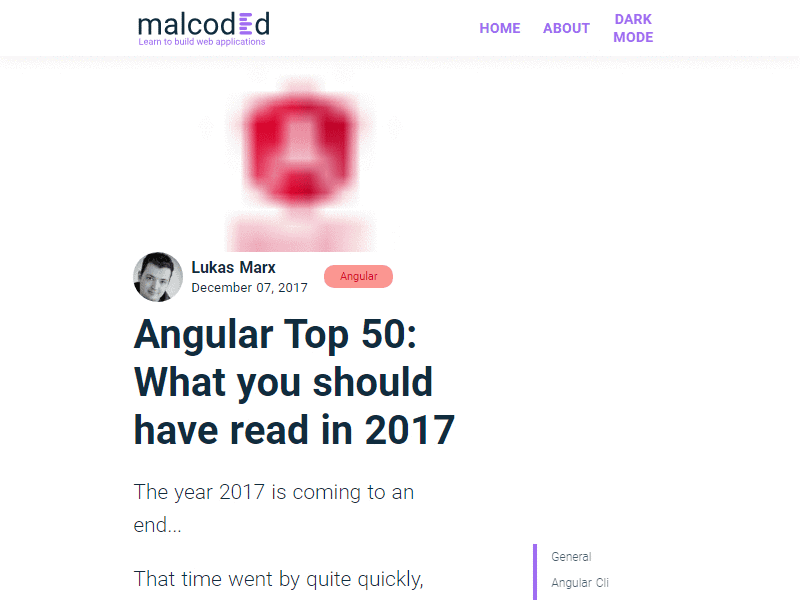 malcoded
Learn to build web applications
HOME
ABOUT
DARK
MODE
Lukas Marx
December 07, 2017
Angular
Angular Top 50:
What you should
have read in 2017
The year 2017 is coming to an
end...
That time went by quite quickly,
General
Angular Cli